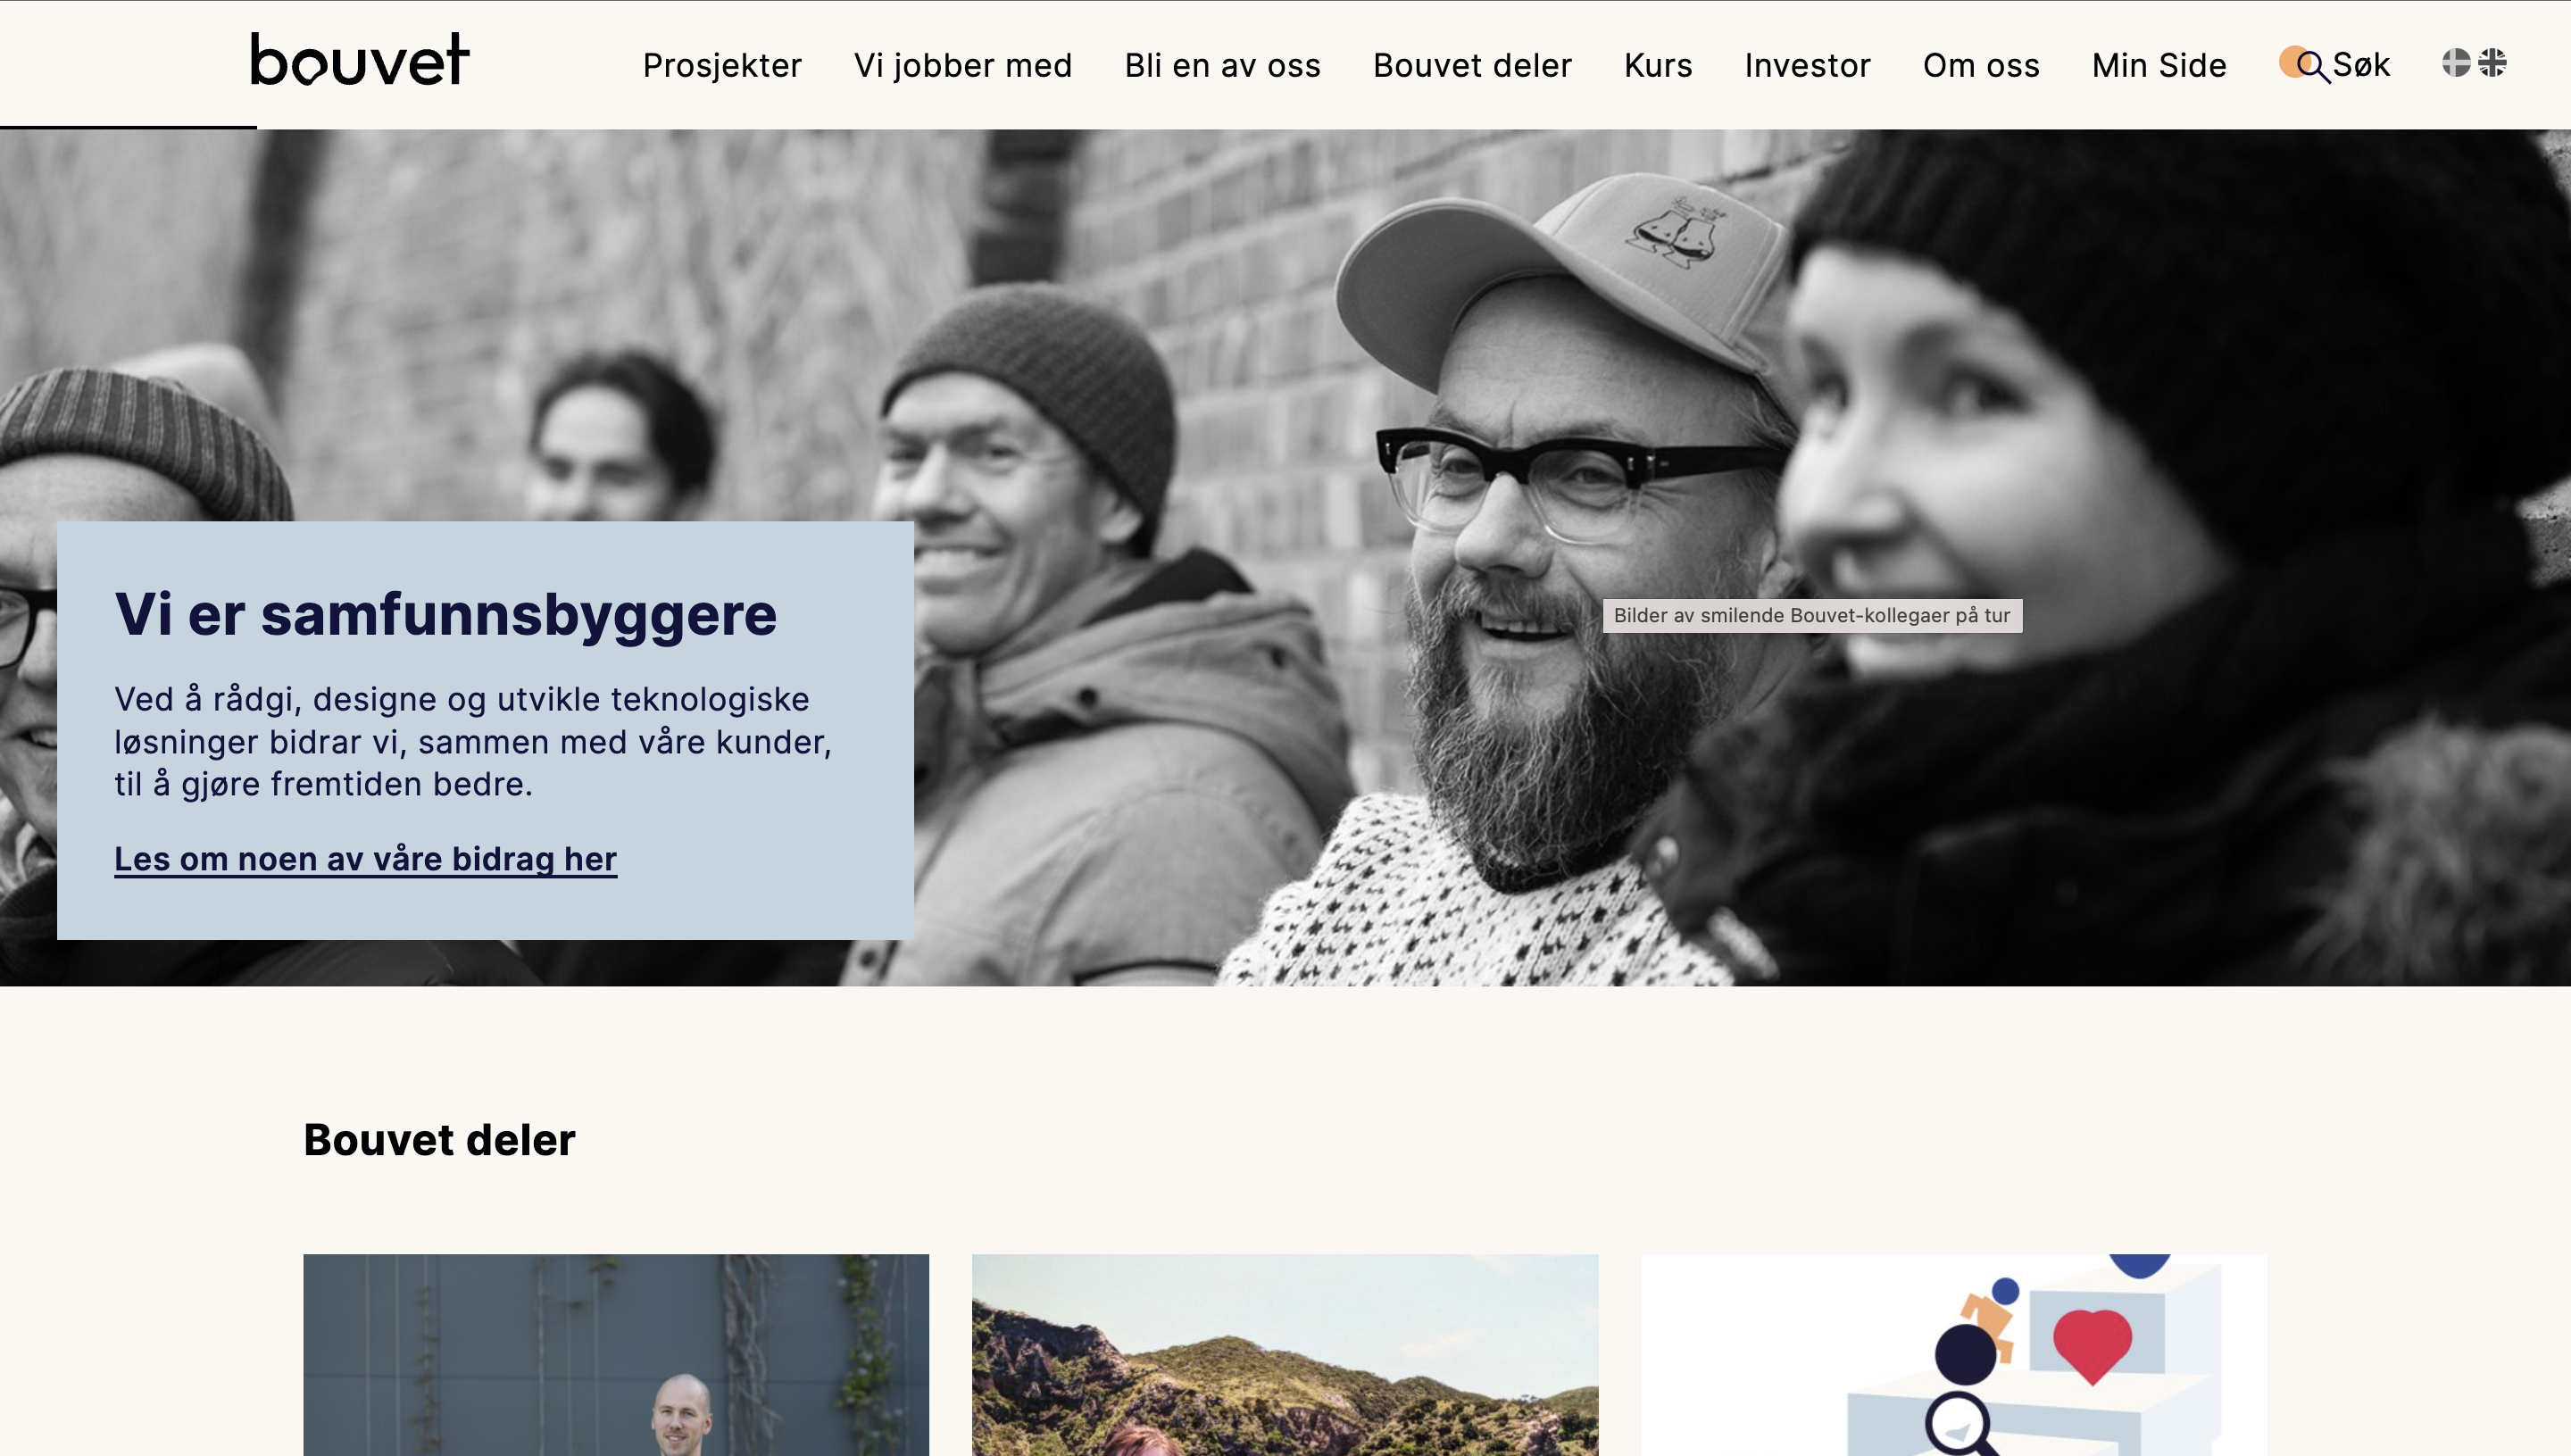 bouvet
Prosjekter
Vi jobber med
Bli en av oss
Bouvet deler
Kurs
Investor
Om oss
Min Side
Søk
Vi er samfunnsbyggere
Ved å rådgi, designe og utvikle teknologiske
løsninger bidrar vi, sammen med våre kunder,
til å gjøre fremtiden bedre.
Les om noen av våre bidrag her
Bilder av smilende Bouvet-kollegaer på tur
Bouvet deler